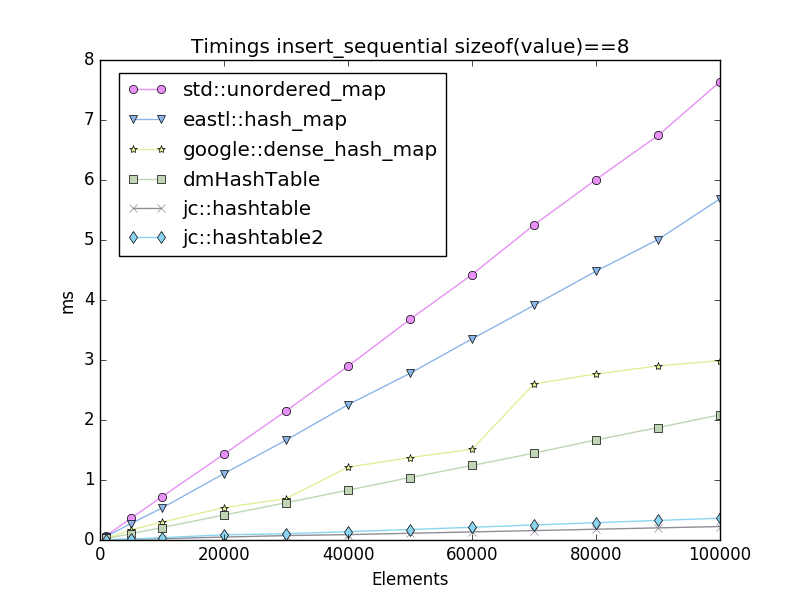 Timings insert_sequential sizeof(value)==8
8
7
6
5
4
3
2
1
0
ms
std::unordered_map
eastl::hash_map
google::dense_hash_map
dmHashTable
jc::hashtable
jc::hashtable2
0 20000 40000 60000 80000 100000
Elements